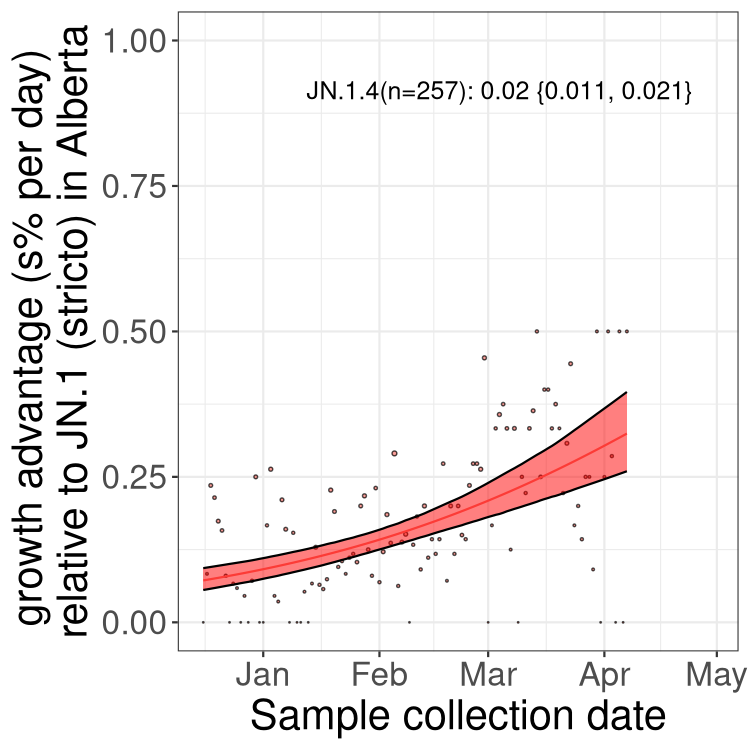 growth advantage (s% per day)
relative to JN.1 (stricto) in Alberta
1.00
JN.1.4(n=257): 0.02 {0.011, 0.021}
0.75
0.50
0.25
0.00
Jan Feb Mar Apr May
Sample collection date